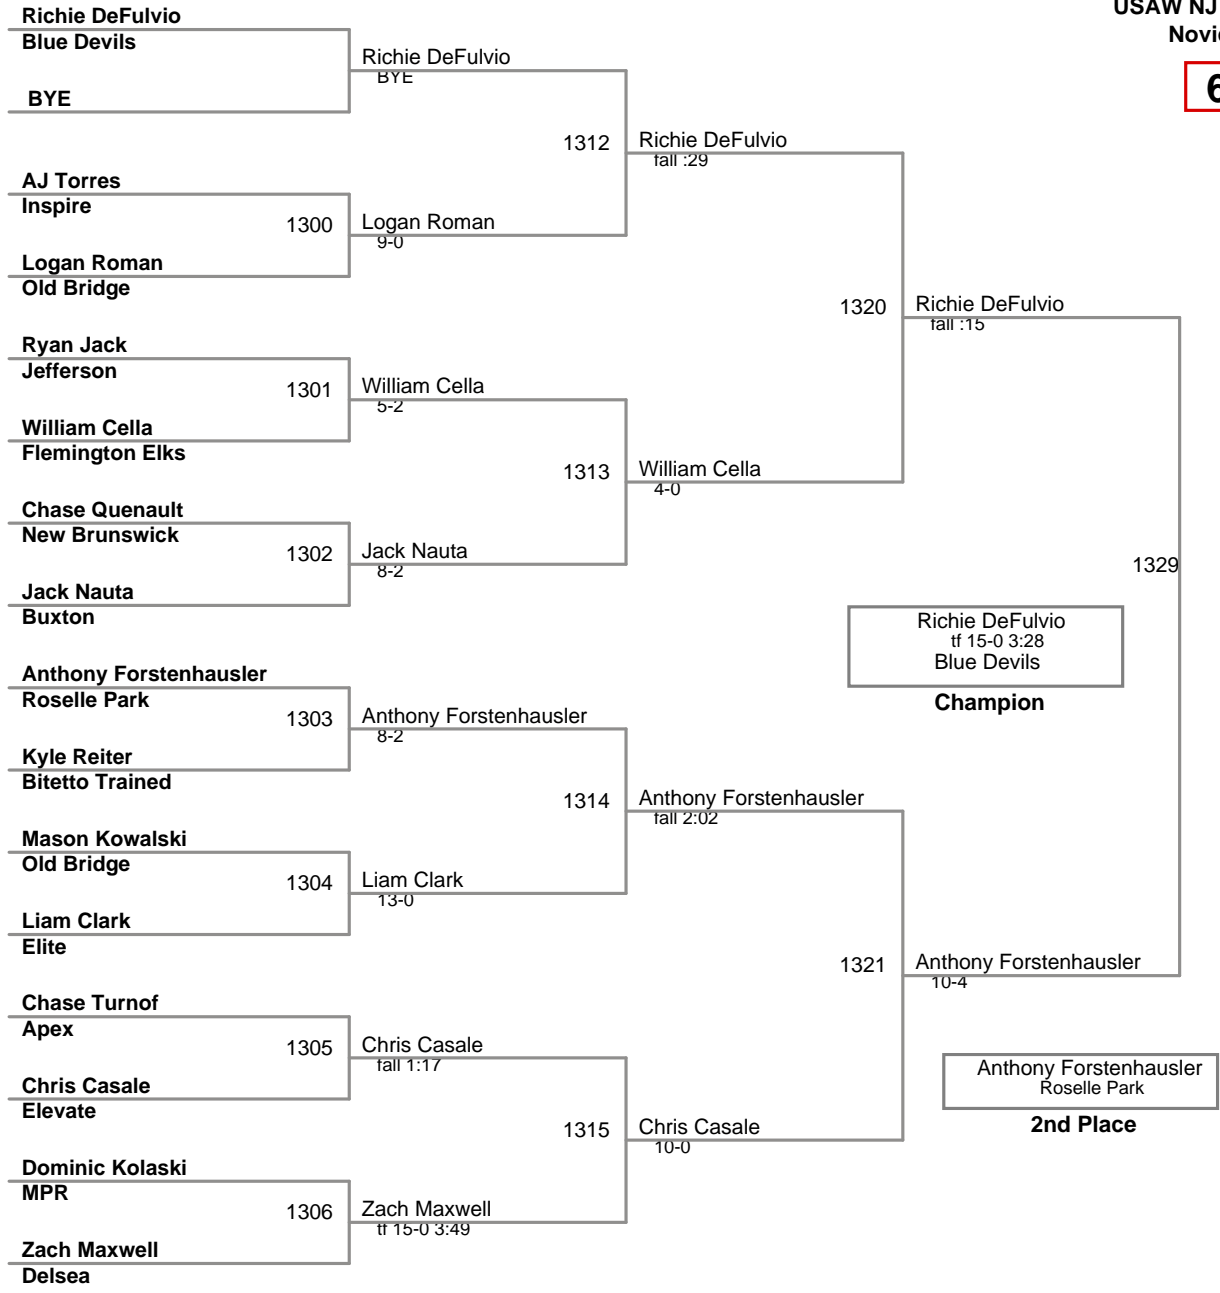 USAW NJ
Richie DeFulvio
Blue Devils
BYE
AJ Torres
Inspire
1300
Logan Roman
Old Bridge
Ryan Jack
Jefferson
1301
William Cella
Flemington Elks
Chase Quenault
New Brunswick
1302
Jack Nauta
Buxton
Anthony Forstenhausler
Roselle Park
1303
Kyle Reiter
Bitetto Trained
Mason Kowalski
Old Bridge
1304
Liam Clark
Elite
Chase Turnof
Apex
1305
Chris Casale
Elevate
Dominic Kolaski
MPR
1306
Zach Maxwell
Delsea
Richie DeFulvio
BYE
1312
Logan Roman
9-0
William Cella
5-2
1313
Jack Nauta
8-2
Anthony Forstenhausler
8-2
1314
Liam Clark
13-0
Chris Casale
fall 1:17
1315
Zach Maxwell
tf 15-0 3:49
Richie DeFulvio
fall :29
1320
William Cella
4-0
Anthony Forstenhausler
fall 2:02
1321
Chris Casale
10-0
Richie DeFulvio
fall :15
1329
Anthony Forstenhausler
10-4
Richie DeFulvio
tf 15-0 3:28
Blue Devils
Champion
Anthony Forstenhausler
Roselle Park
2nd Place